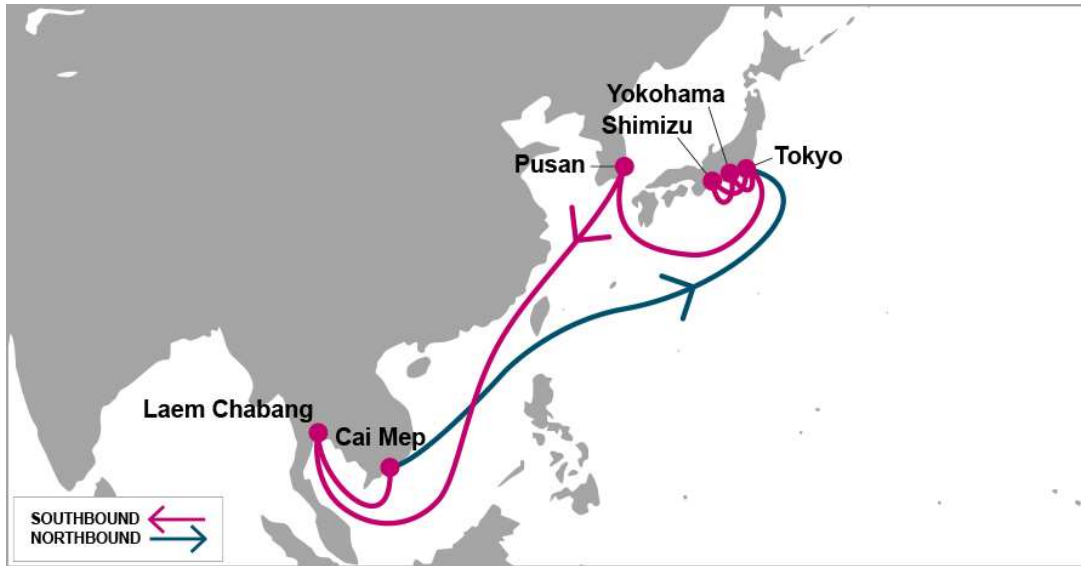 Yokohama
Shimizu
Pusan
Tokyo
Laem Chabang
Cai Mep
SOUTHBOUND
NORTHBOUND